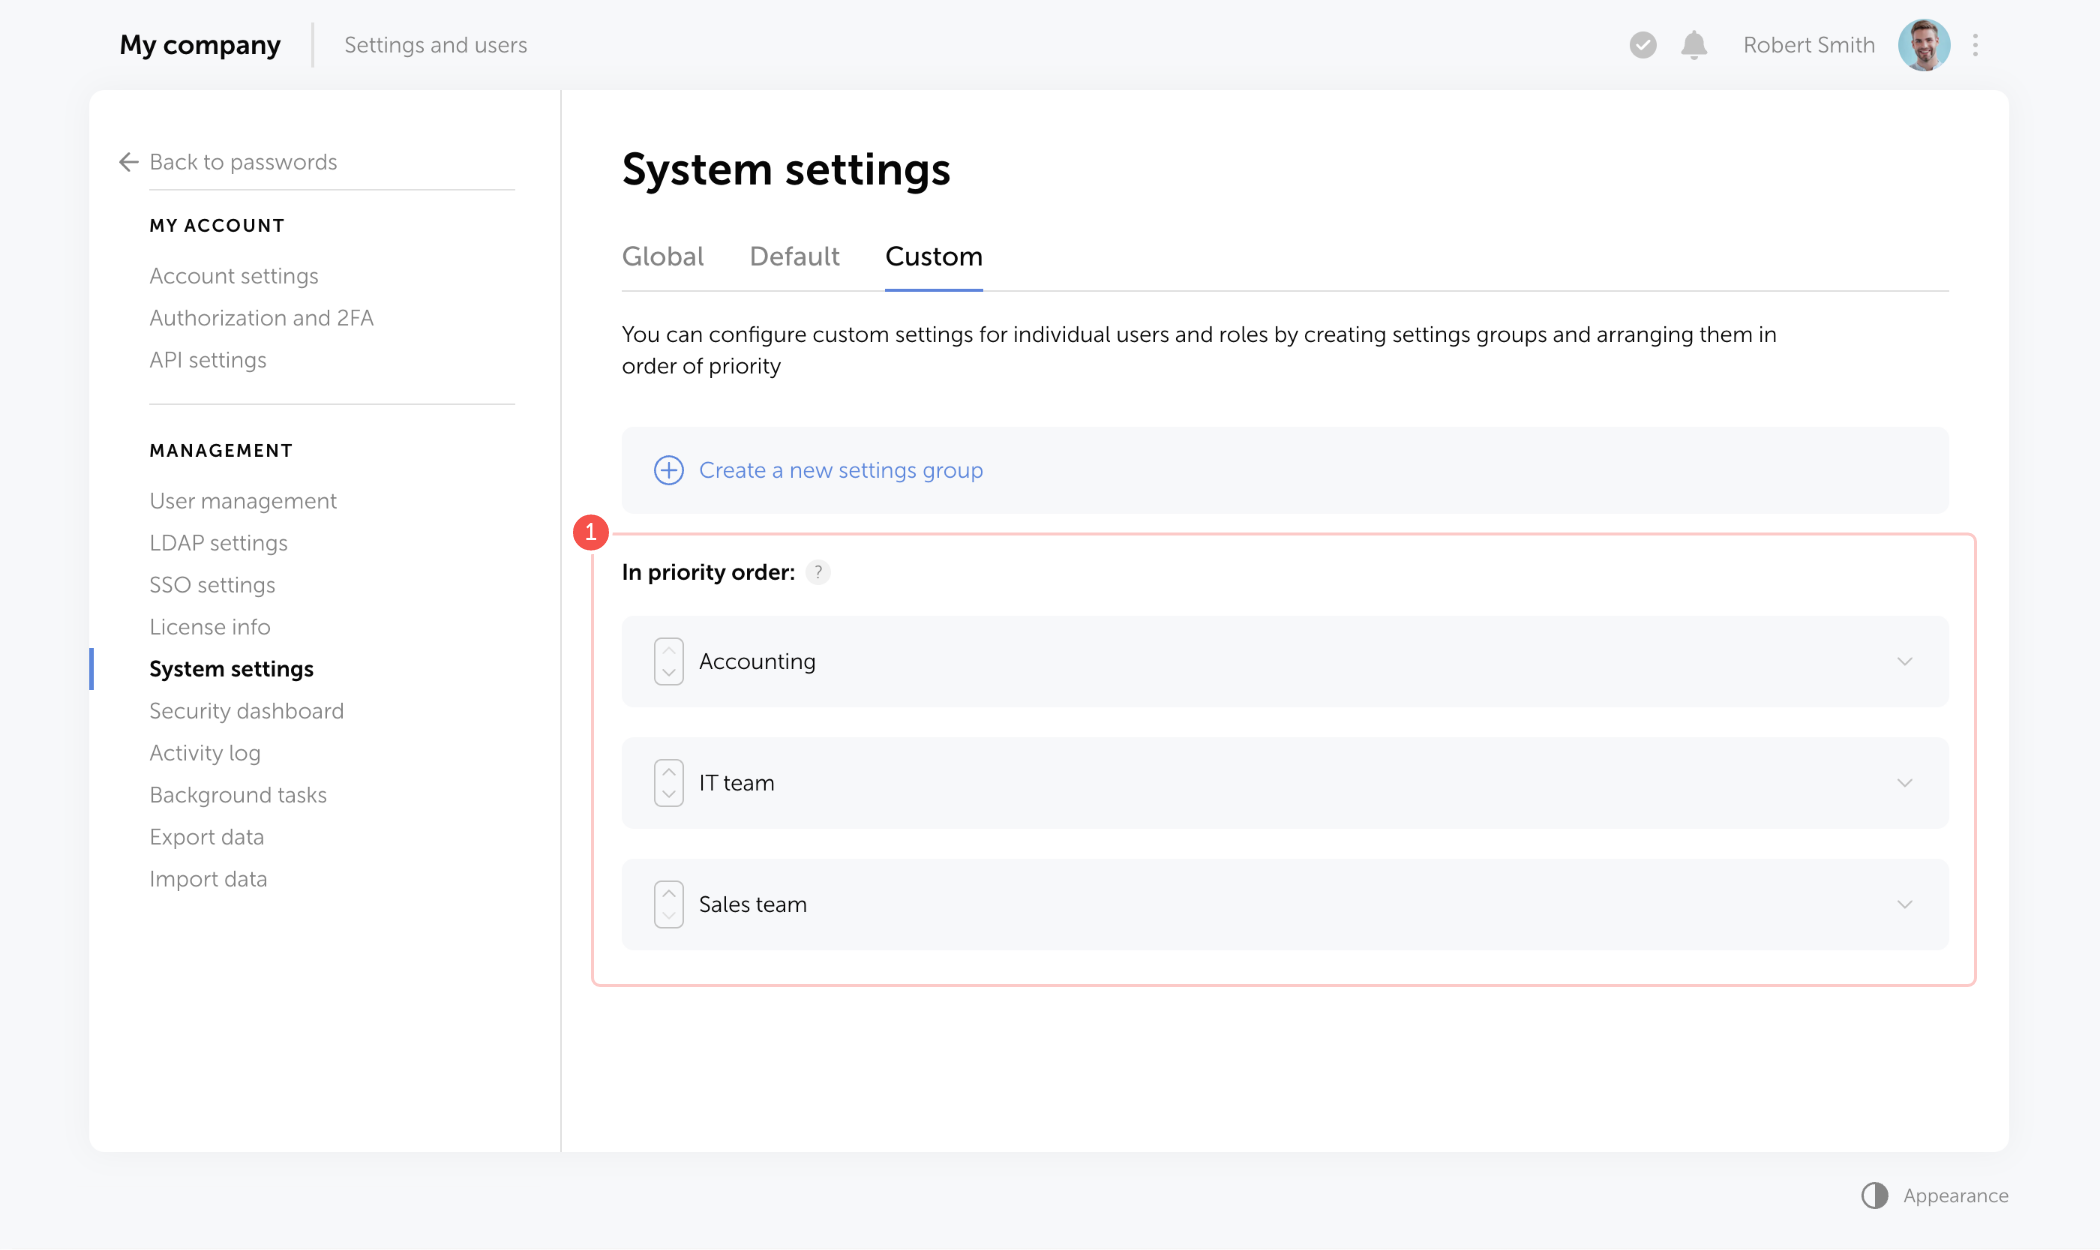 My company
Settings and users
Robert Smith
Back to passwords
MY ACCOUNT
Account settings
Authorization and 2FA
API settings
MANAGEMENT
User management
LDAP settings
SSO settings
License info
System settings
Security dashboard
Activity log
Background tasks
Export data
Import data
System settings
Global
Default
Custom
You can configure custom settings for individual users and roles by creating settings groups and arranging them in
order of priority
Create a new settings group
1
In priority order: ?
Accounting
IT team
Sales team
Appearance